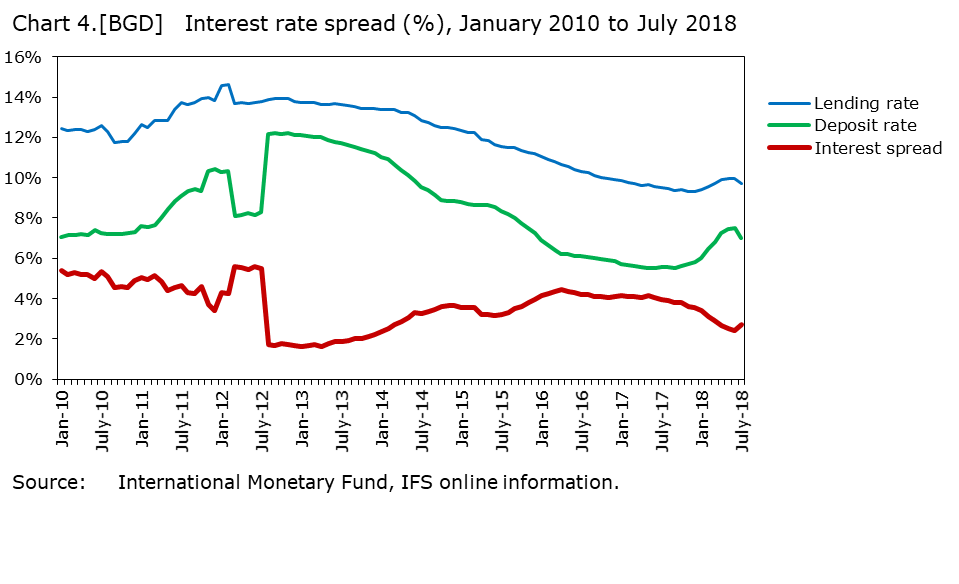 Chart 4.[BGD] Interest rate spread (%), January 2010 to July 2018
16%
14%
12%
10%
8%
6%
4%
2%
0%
Jan-10
July-10
Jan-11
July-11
Jan-12
July-12
Jan-13
July-13
Jan-14
July-14
Jan-15
July-15
Jan-16
July-16
Jan-17
July-17
Jan-18
July-18
Lending rate
Deposit rate
Interest spread
Source: International Monetary Fund, IFS online information.